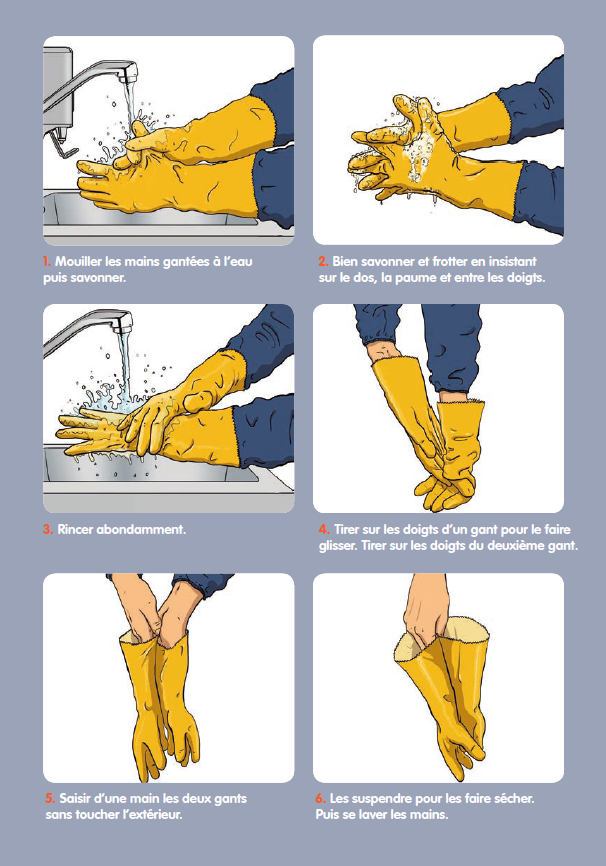 1. Mouiller les mains gantées à l'eau
puis savonner.
2. Bien savonner et frotter en insistant
sur le dos, la paume et entre les doigts.
3. Rincer abondamment.
4. Tirer sur les doigts d'un gant pour le faire
glisser. Tirer sur les doigts du deuxième gant.
5. Saisir d'une main les deux gants
sans toucher l'extérieur.
6. Les suspendre pour les faire sécher.
Puis se laver les mains.